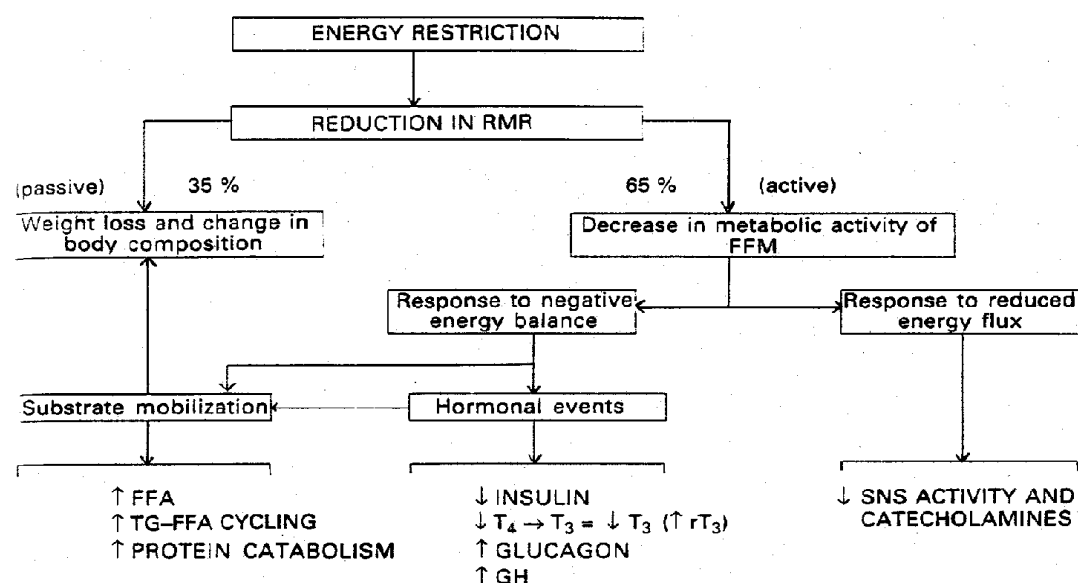 ENERGY RESTRICTION
REDUCTION IN RMR
(passive) 35 % 65 % (active)
Weight loss and change in
body composition
Decrease in metabolic activity of
FFM
Response to negative
energy balance
Response to reduced
energy flux
Substrate mobilization
Hormonal events
↑ FFA
↑ TG–FFA CYCLING
↑ PROTEIN CATABOLISM
↓ INSULIN
↓ T₄ → T₃ = ↓ T₃ (↑ rT₃)
↑ GLUCAGON
↑ GH
↓ SNS ACTIVITY AND
CATECHOLAMINES